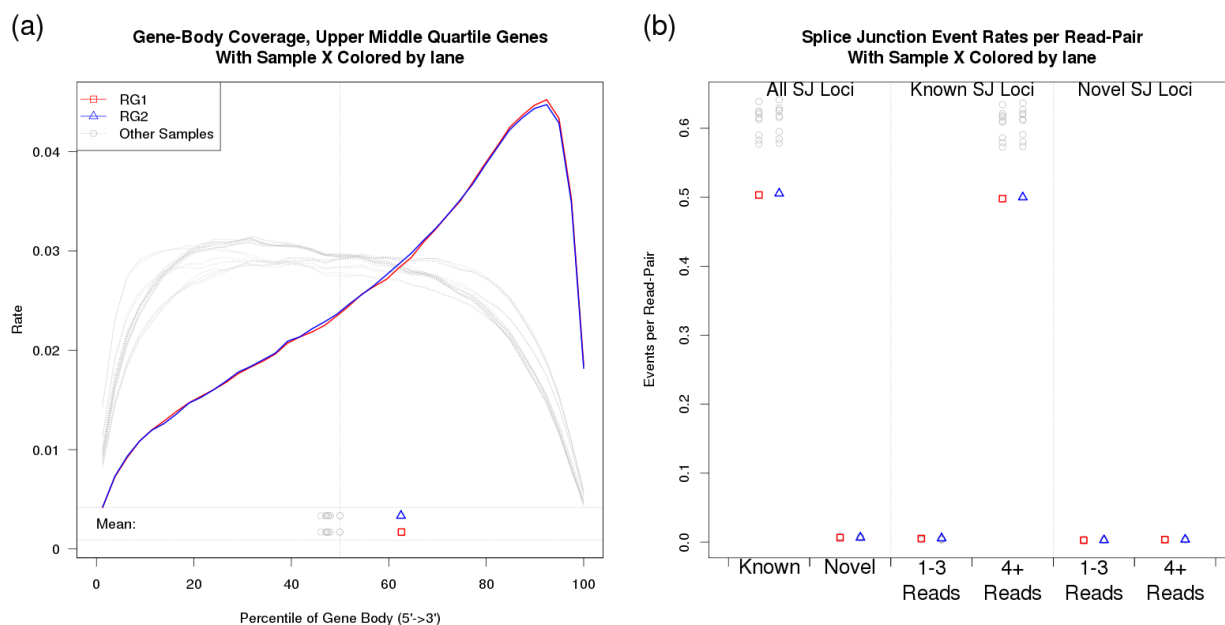 (a)
Gene-Body Coverage, Upper Middle Quartile Genes
With Sample X Colored by lane
RG1
RG2
Other Samples
0.04
0.03
0.02
0.01
0
Rate
Mean:
0
20
40
60
80
100
Percentile of Gene Body (5'->3')
(b)
Splice Junction Event Rates per Read-Pair
With Sample X Colored by lane
All SJ Loci
Known SJ Loci
Novel SJ Loci
0.6
0.5
0.4
0.3
0.2
0.1
0.0
Events per Read-Pair
Known
Novel
1-3
Reads
4+
Reads
1-3
Reads
4+
Reads